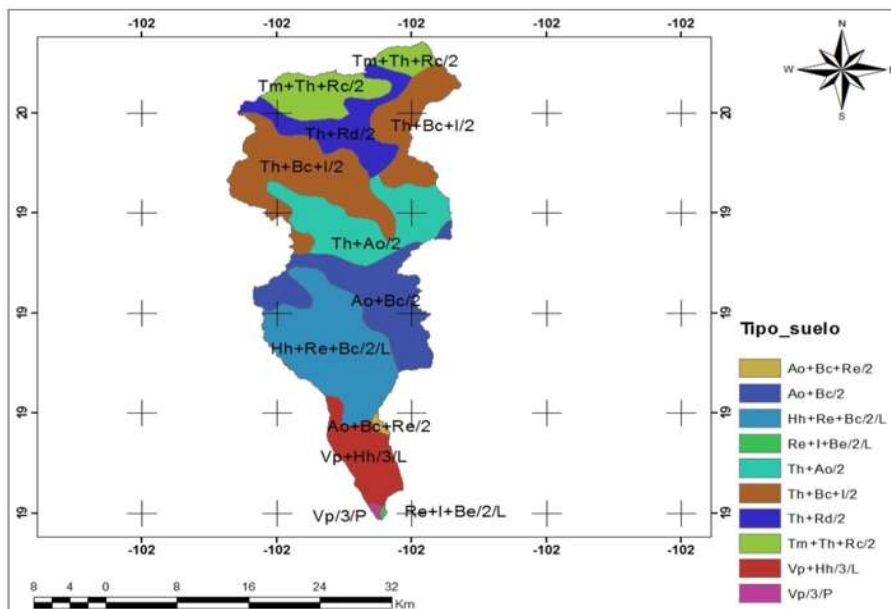 -102 -102 -102 -102 -102
N
W
S
20 20
19 19
19 19
19 19
19 19
Tm+Th+Rc/2
Tm+Th+Rc/2
Th+Bc+I/2
Th+Rd/2
Th+Bc+I/2
Th+Ao/2
Ao+Bc/2
Hh+Re+Bc/2/L
Ao+Bc+Re/2
Vp+Hh/3/L
Vp/3/P Re+I+Be/2/L
Tipo_suelo
Ao+Bc+Re/2
Ao+Bc/2
Hh+Re+Bc/2/L
Re+I+Be/2/L
Th+Ao/2
Th+Bc+I/2
Th+Rd/2
Tm+Th+Rc/2
Vp+Hh/3/L
Vp/3/P
-102 -102 -102 -102 -102
8 4 0 8 16 24 32
Km